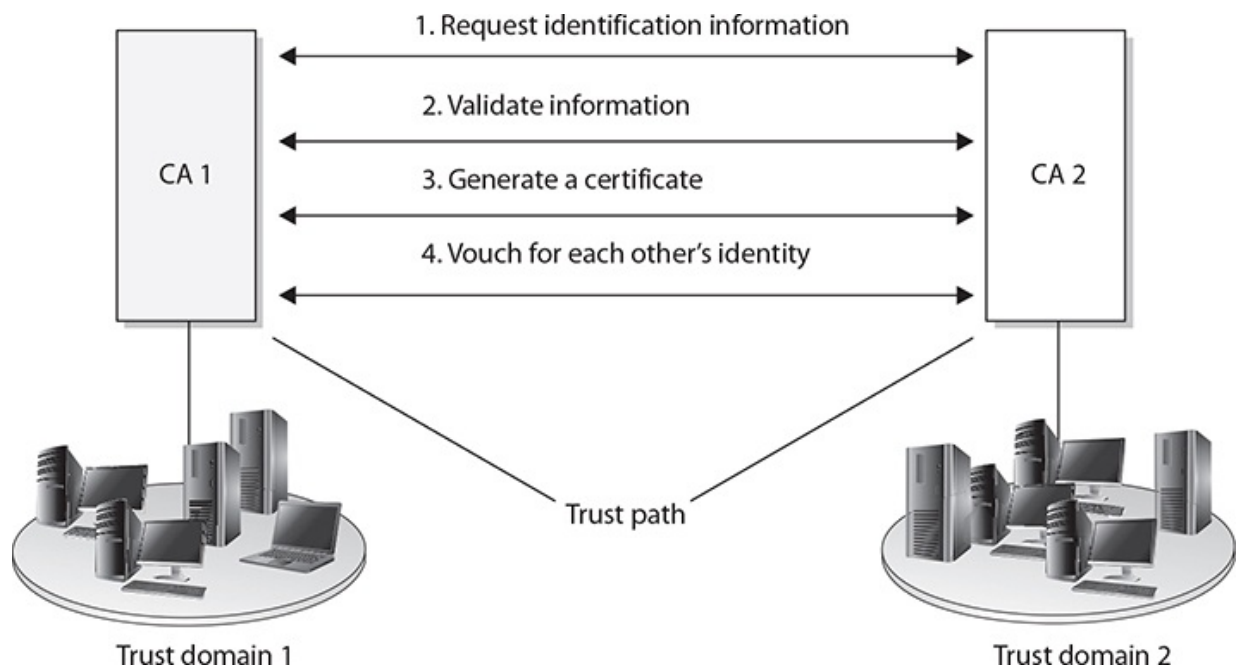 1. Request identification information
2. Validate information
3. Generate a certificate
4. Vouch for each other’s identity
CA 1
CA 2
Trust path
Trust domain 1
Trust domain 2